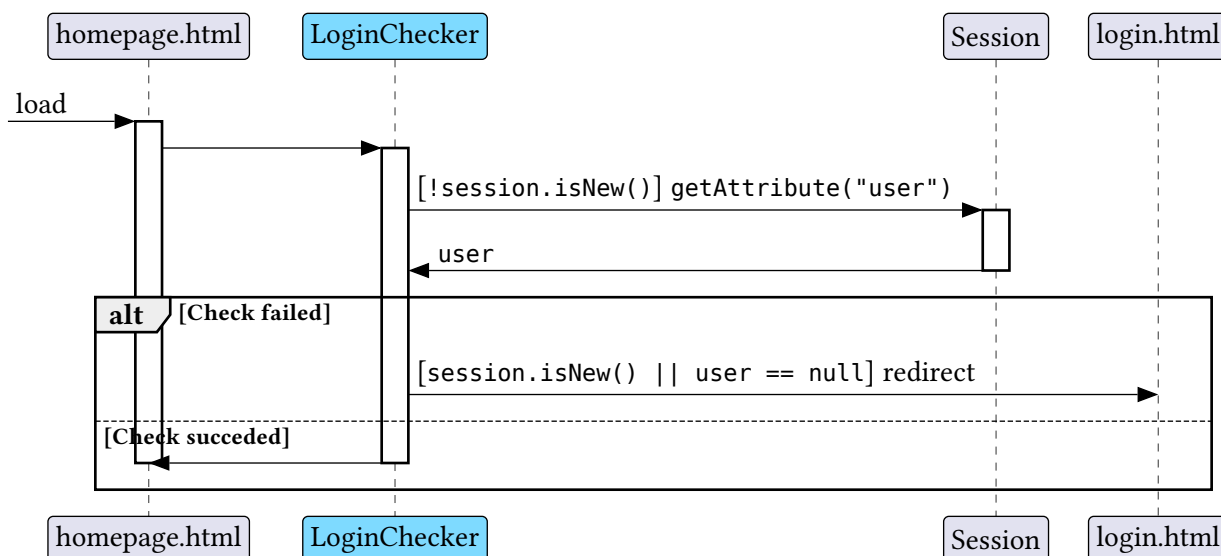 homepage.html
LoginChecker
Session
login.html
load
[!session.isNew()] getAttribute("user")
user
alt [Check failed]
[session.isNew() || user == null] redirect
[Check succeded]
homepage.html
LoginChecker
Session
login.html